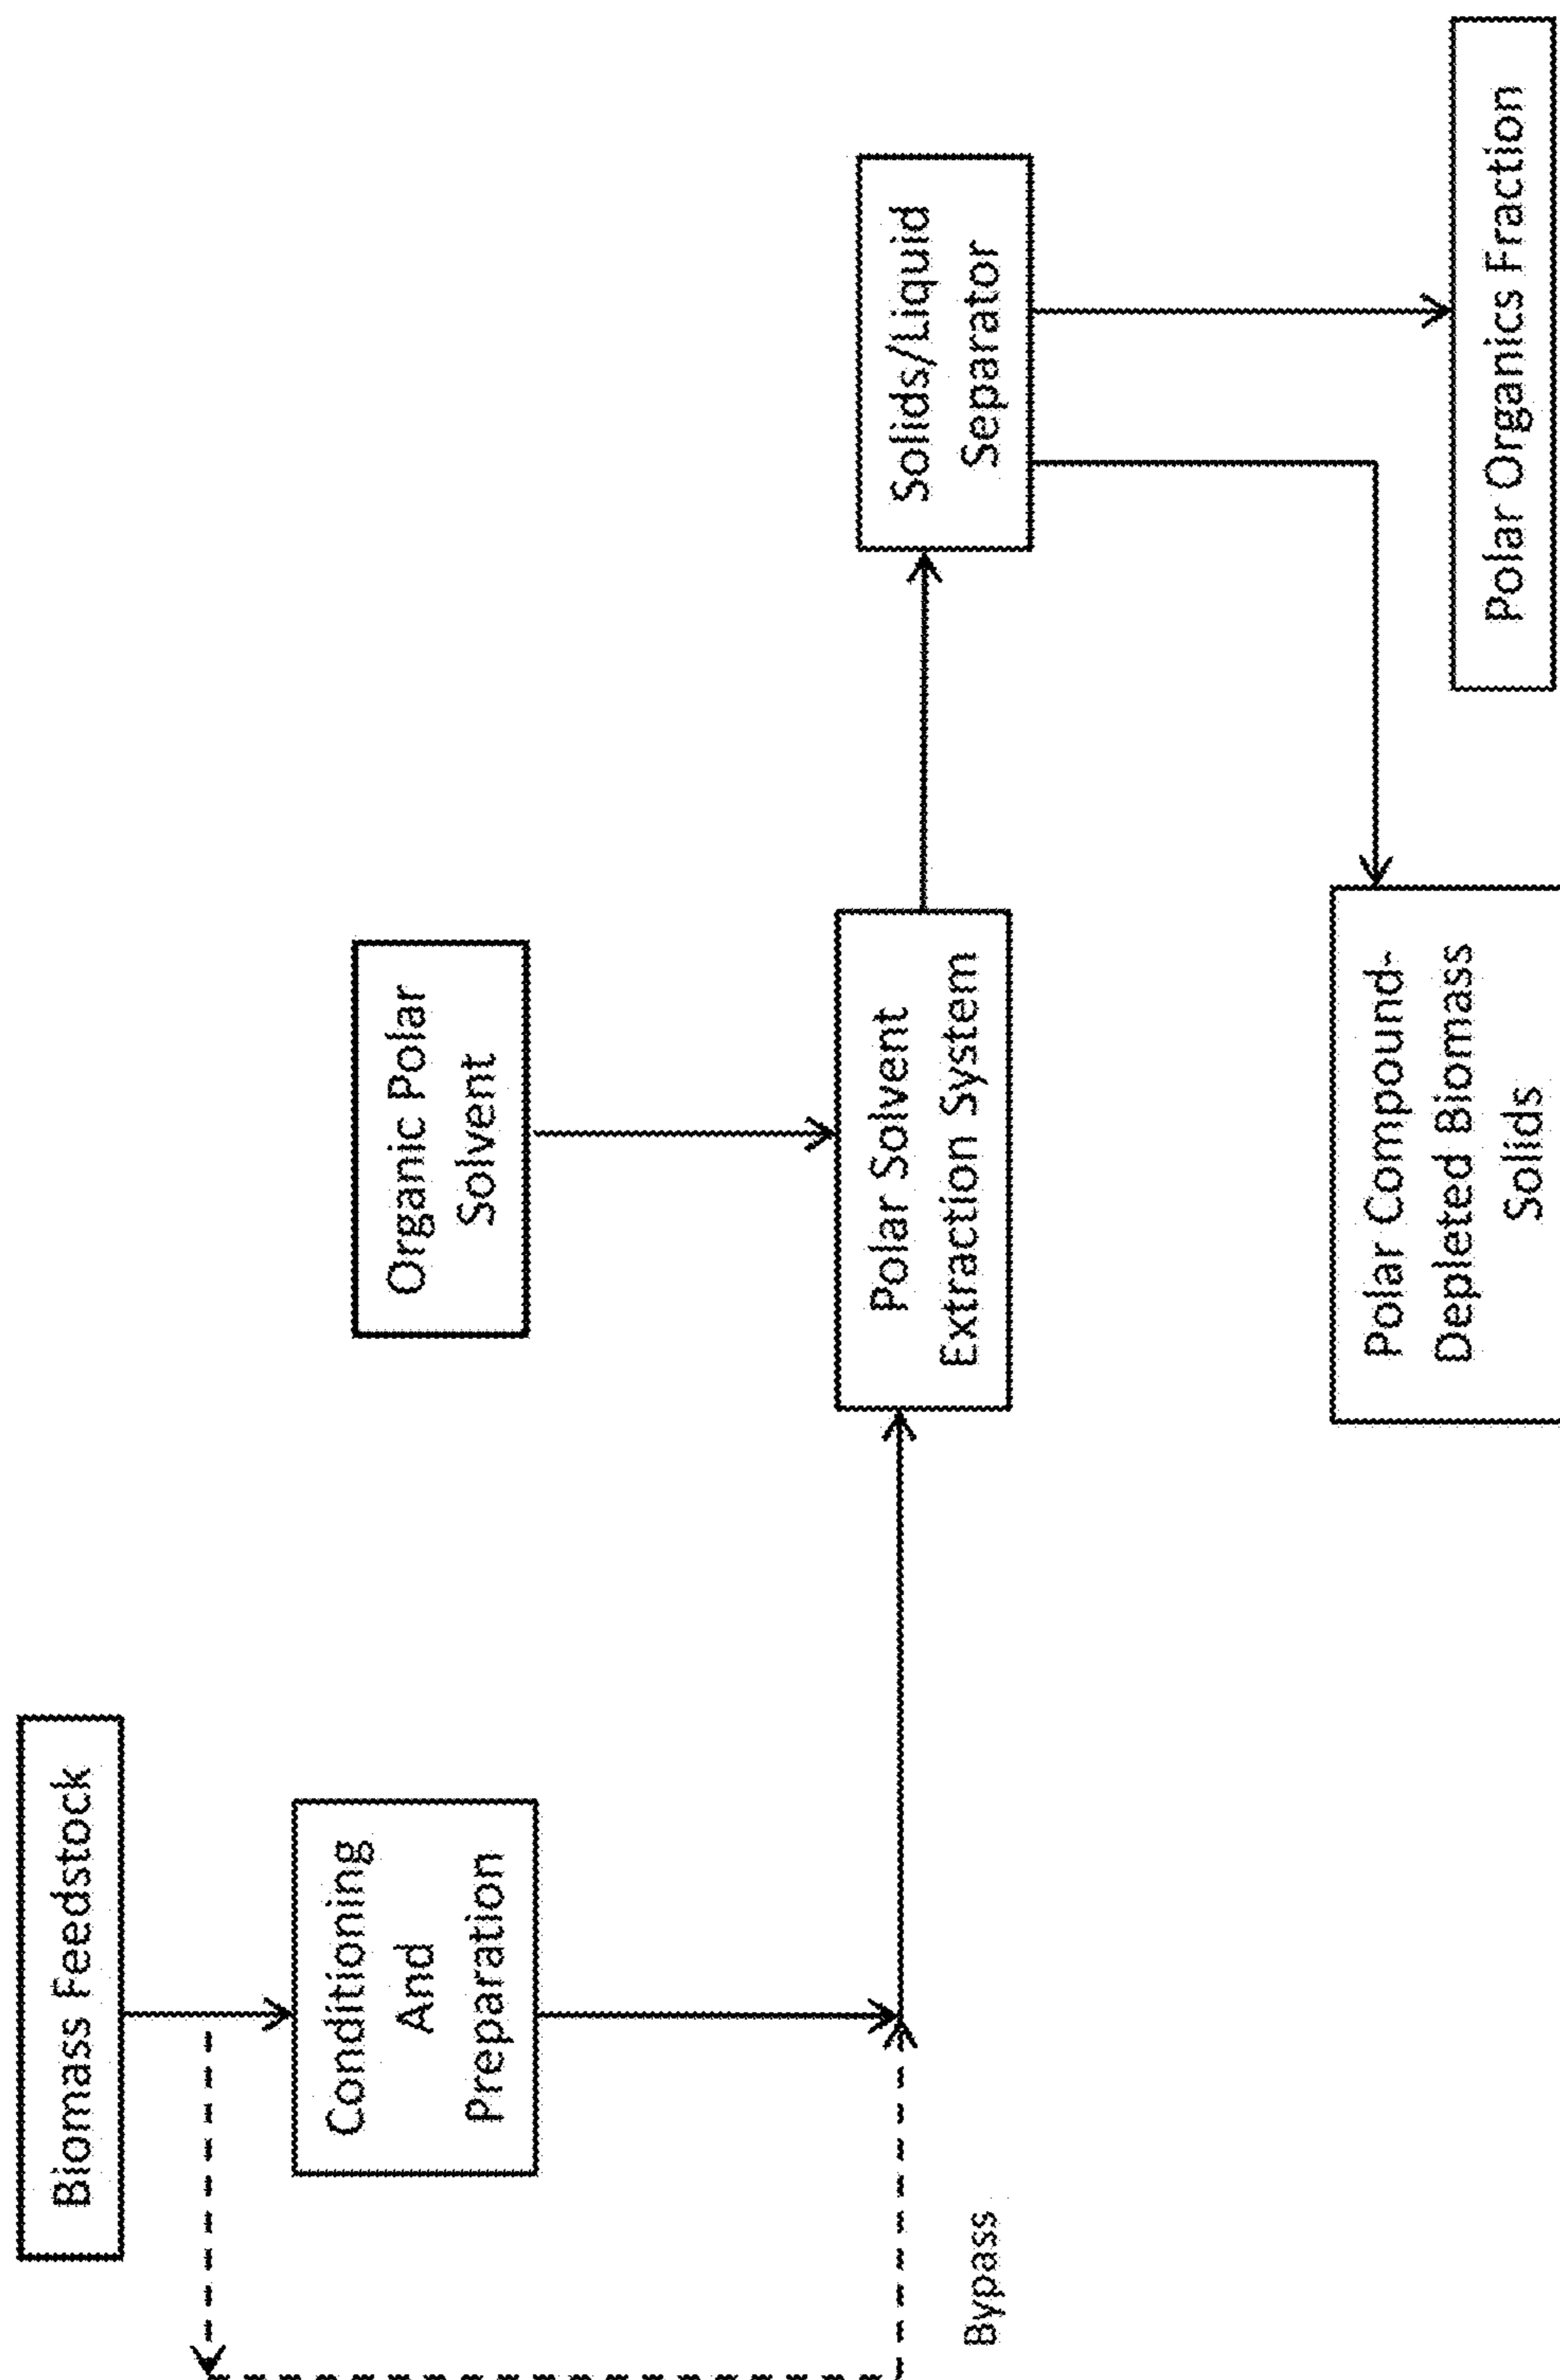 Biomass Feedstock
Conditioning
And
Preparation
Bypass
Organic Polar
Solvent
Polar Solvent
Extraction System
Solids/Liquid
Separator
Polar Compound-
Depleted Biomass
Solids
Polar Organics Fraction